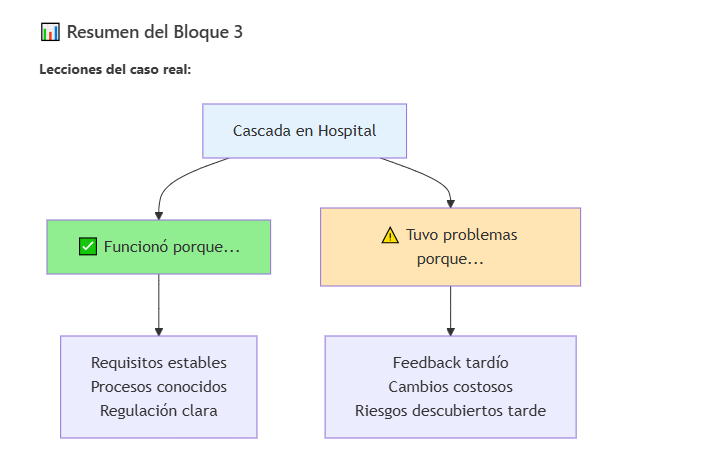 📊 Resumen del Bloque 3
Lecciones del caso real:
Cascada en Hospital
✅ Funcionó porque...
⚠️ Tuvo problemas
porque...
Requisitos estables
Procesos conocidos
Regulación clara
Feedback tardío
Cambios costosos
Riesgos descubiertos tarde